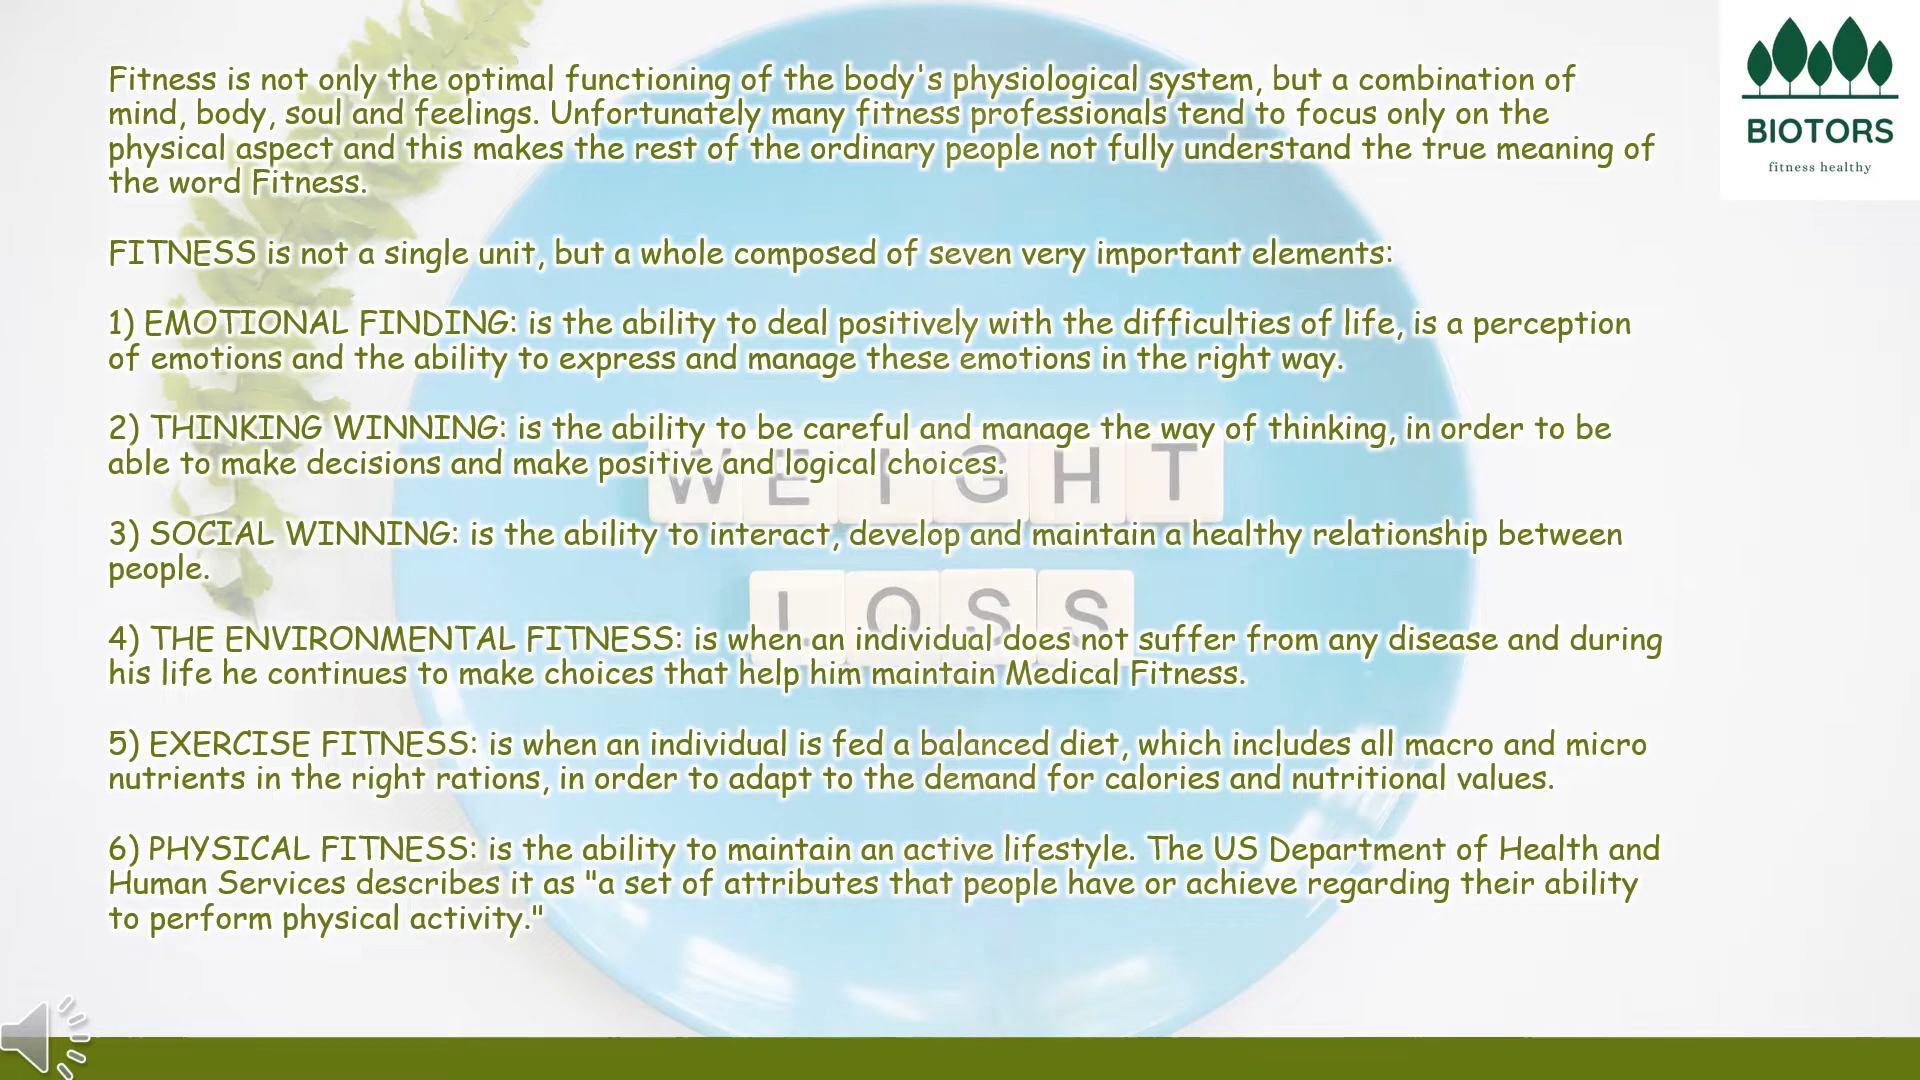 Fitness is not only the optimal functioning of the body's physiological system, but a combination of
mind, body, soul and feelings. Unfortunately many fitness professionals tend to focus only on the
physical aspect and this makes the rest of the ordinary people not fully understand the true meaning of
the word Fitness.
FITNESS is not a single unit, but a whole composed of seven very important elements:
1) EMOTIONAL FINDING: is the ability to deal positively with the difficulties of life, is a perception
of emotions and the ability to express and manage these emotions in the right way.
2) THINKING WINNING: is the ability to be careful and manage the way of thinking, in order to be
able to make decisions and make positive and logical choices.
3) SOCIAL WINNING: is the ability to interact, develop and maintain a healthy relationship between
people.
4) THE ENVIRONMENTAL FITNESS: is when an individual does not suffer from any disease and during
his life he continues to make choices that help him maintain Medical Fitness.
5) EXERCISE FITNESS: is when an individual is fed a balanced diet, which includes all macro and micro
nutrients in the right rations, in order to adapt to the demand for calories and nutritional values.
6) PHYSICAL FITNESS: is the ability to maintain an active lifestyle. The US Department of Health and
Human Services describes it as "a set of attributes that people have or achieve regarding their ability
to perform physical activity."
WEIGHT
LOSS
BIOTORS
fitness healthy